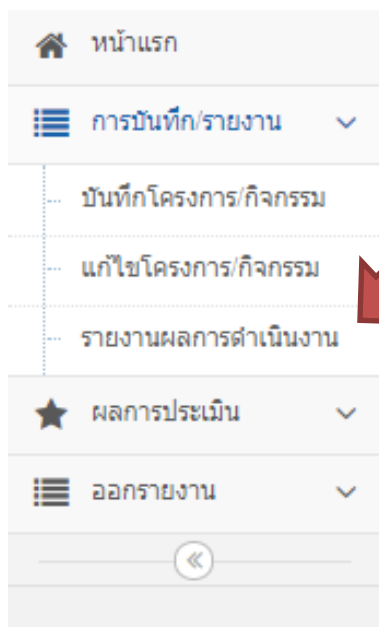 หน้าแรก
การบันทึก/รายงาน
บันทึกโครงการ/กิจกรรม
แก้ไขโครงการ/กิจกรรม
รายงานผลการดำเนินงาน
ผลการประเมิน
ออกรายงาน